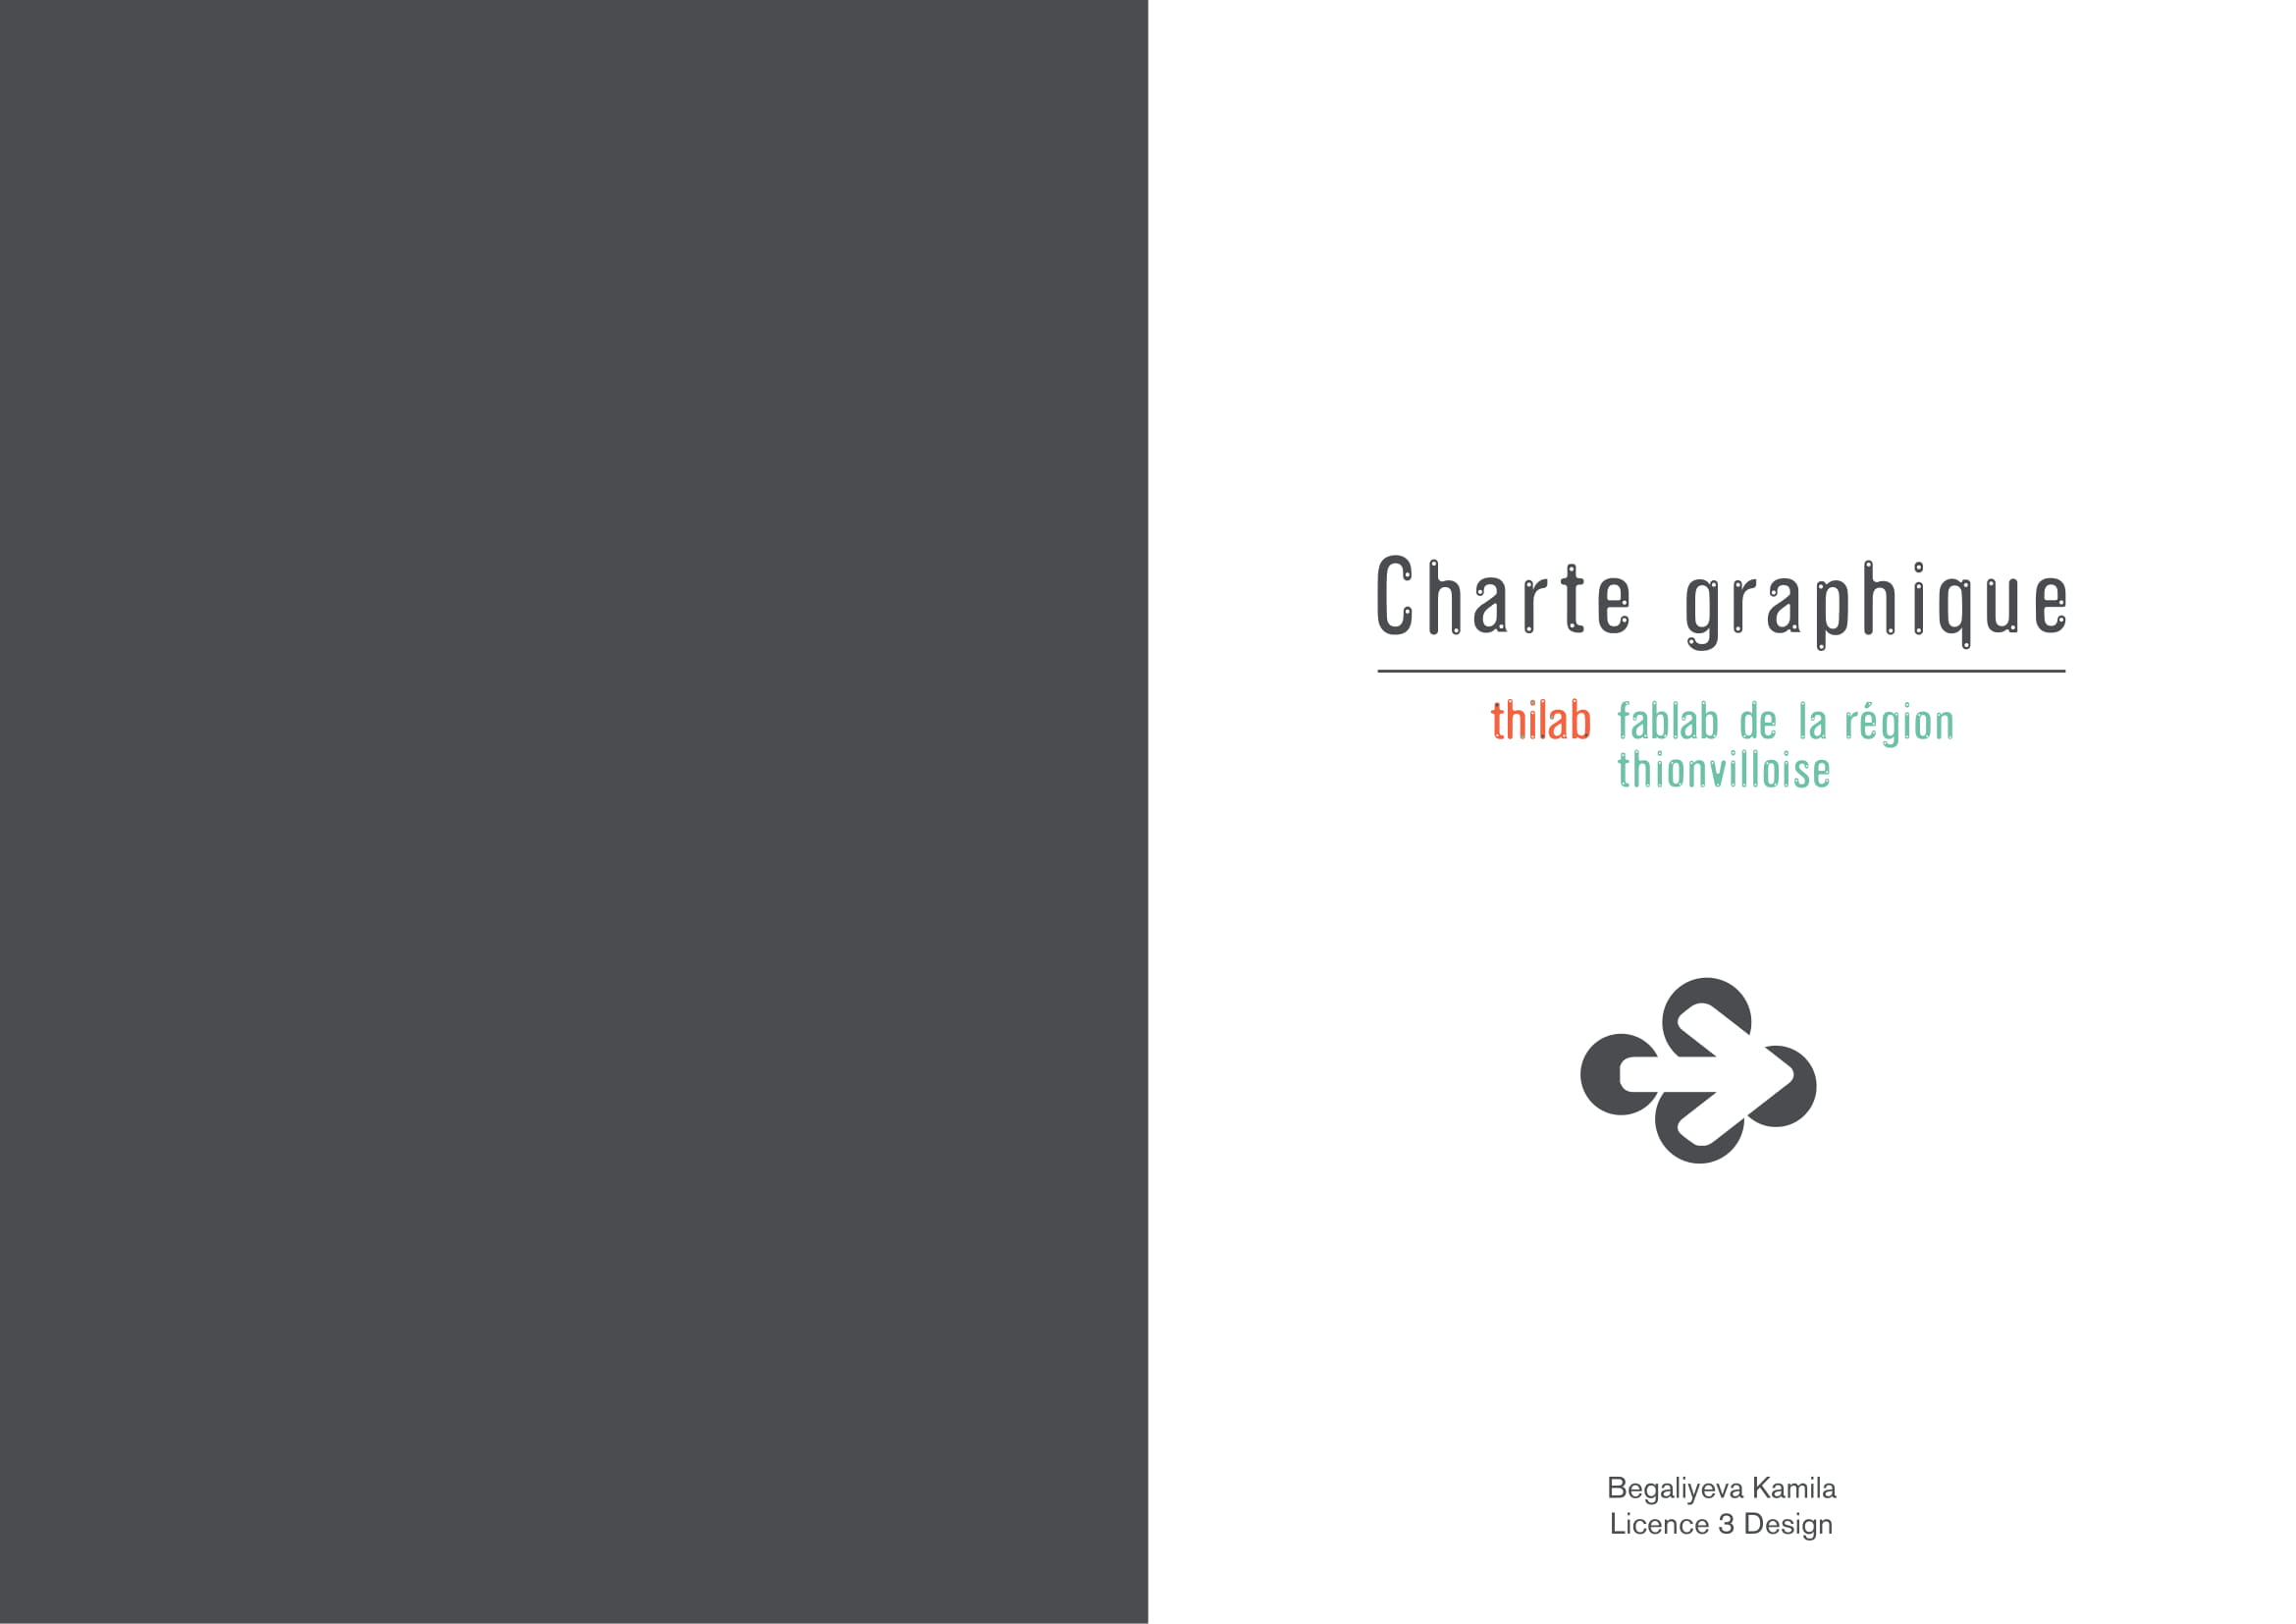 Charte graphique
thilab fablab de la région
thionvilloise
Begaliyeva Kamila
Licence 3 Design